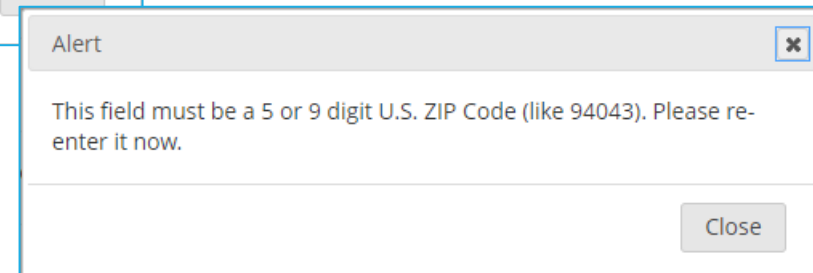 Alert
This field must be a 5 or 9 digit U.S. ZIP Code (like 94043). Please re-
enter it now.
Close